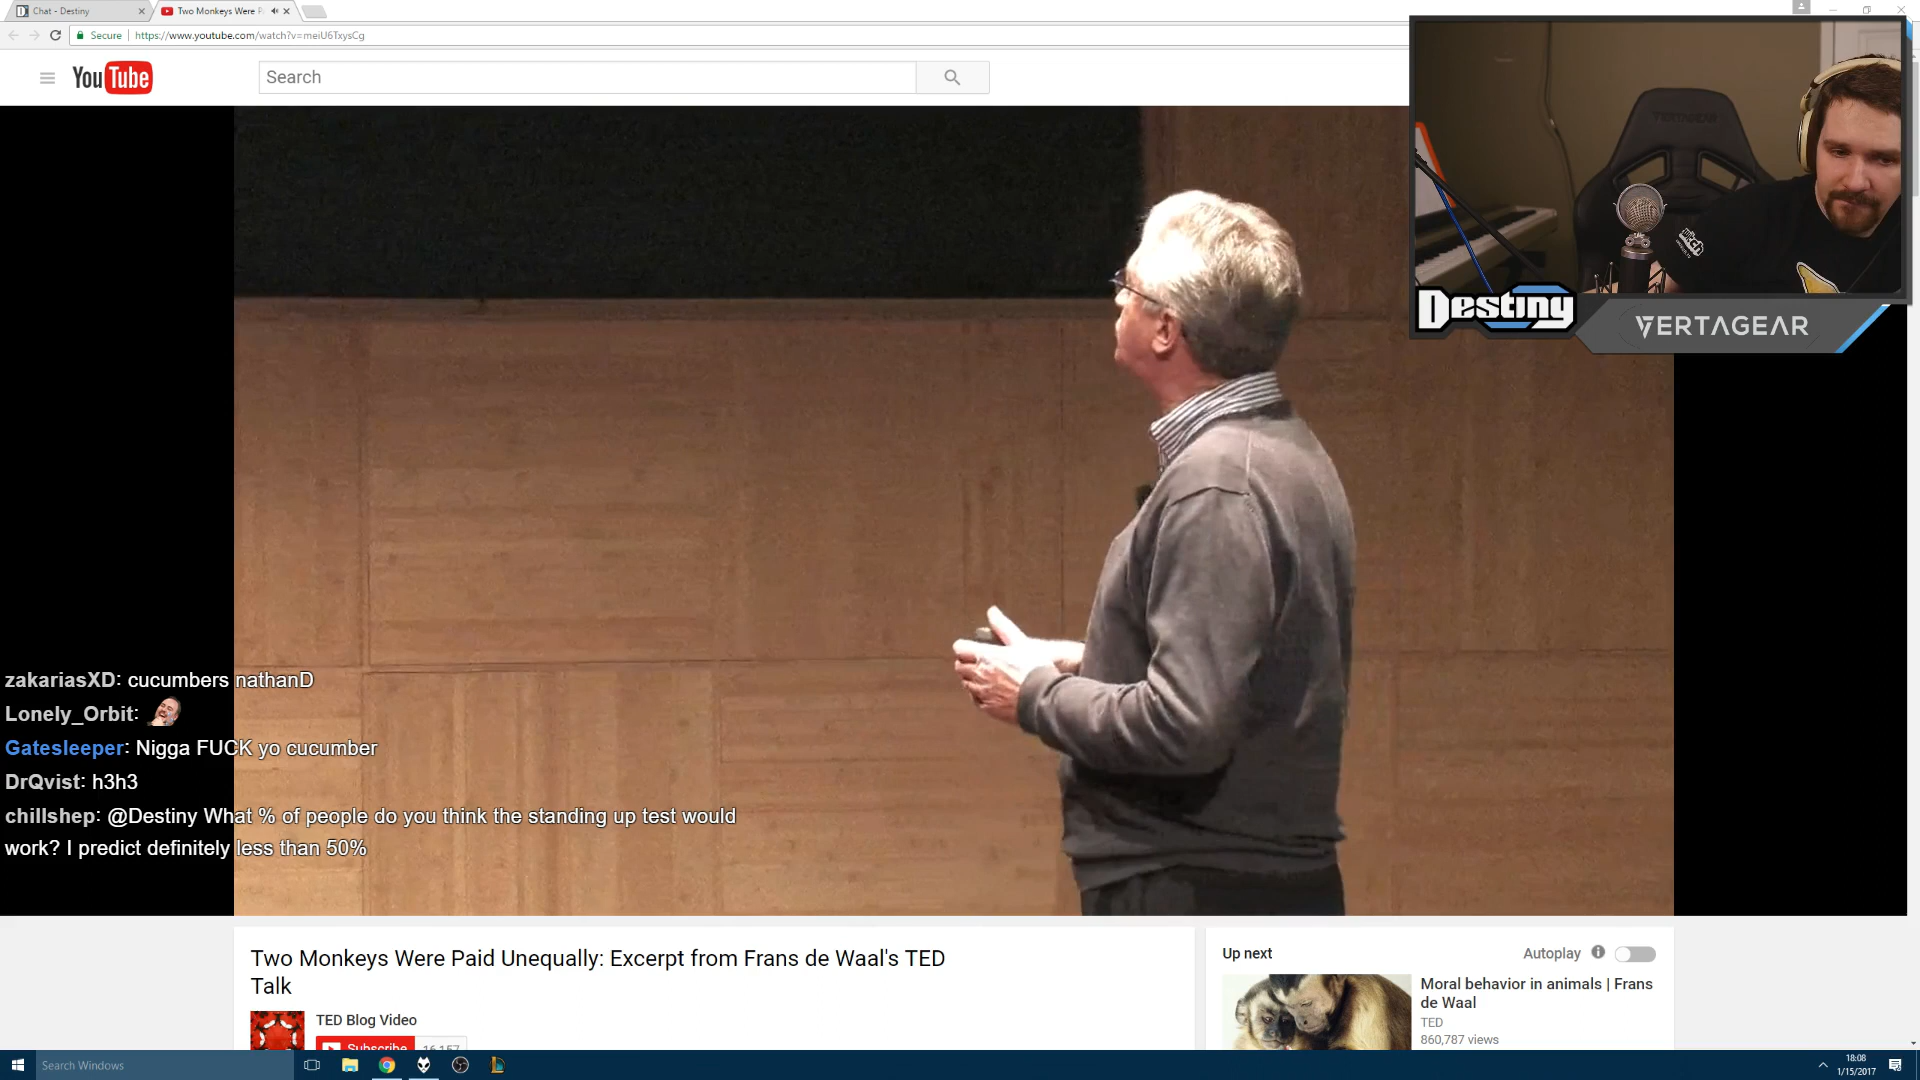 Chat - Destiny
Two Monkeys Were P
Secure
https://www.youtube.com/watch?v=meiU6TxysCg
YouTube
Search
VERTAGEAR
Destiny
VERTAGEAR
zakariasXD: cucumbers nathanD
Lonely_Orbit:
Gatesleeper: Nigga FUCK yo cucumber
DrQvist: h3h3
chillshep: @Destiny What % of people do you think the standing up test would
work? I predict definitely less than 50%
Two Monkeys Were Paid Unequally: Excerpt from Frans de Waal's TED
Talk
TED Blog Video
Subscribe
16,157
Up next
Autoplay
Moral behavior in animals | Frans
de Waal
TED
860,787 views
Search Windows
18:08
1/15/2017